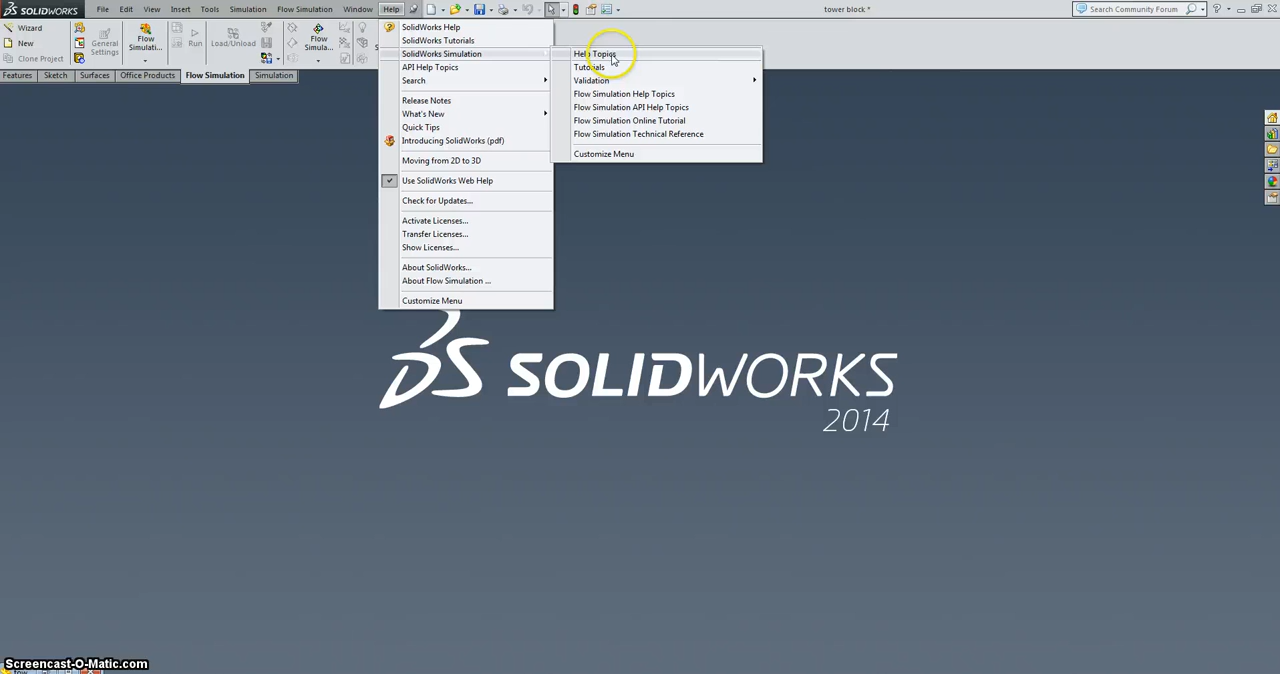 SOLIDWORKS File Edit View Insert Tools Simulation Flow Simulation Window Help tower block * Search Community Forum ?
Wizard
New
Clone Project
General Settings
Flow Simulati...
Run
Load/Unload
Flow Simula...
Features Sketch Surfaces Office Products Flow Simulation Simulation
SolidWorks Help
SolidWorks Tutorials
SolidWorks Simulation
API Help Topics
Search
Release Notes
What's New
Quick Tips
Introducing SolidWorks (pdf)
Moving from 2D to 3D
Use SolidWorks Web Help
Check for Updates...
Activate Licenses...
Transfer Licenses...
Show Licenses...
About SolidWorks...
About Flow Simulation ...
Customize Menu
Help Topics
Tutorials
Validation
Flow Simulation Help Topics
Flow Simulation API Help Topics
Flow Simulation Online Tutorial
Flow Simulation Technical Reference
Customize Menu
SOLIDWORKS
2014
Screencast-O-Matic.com